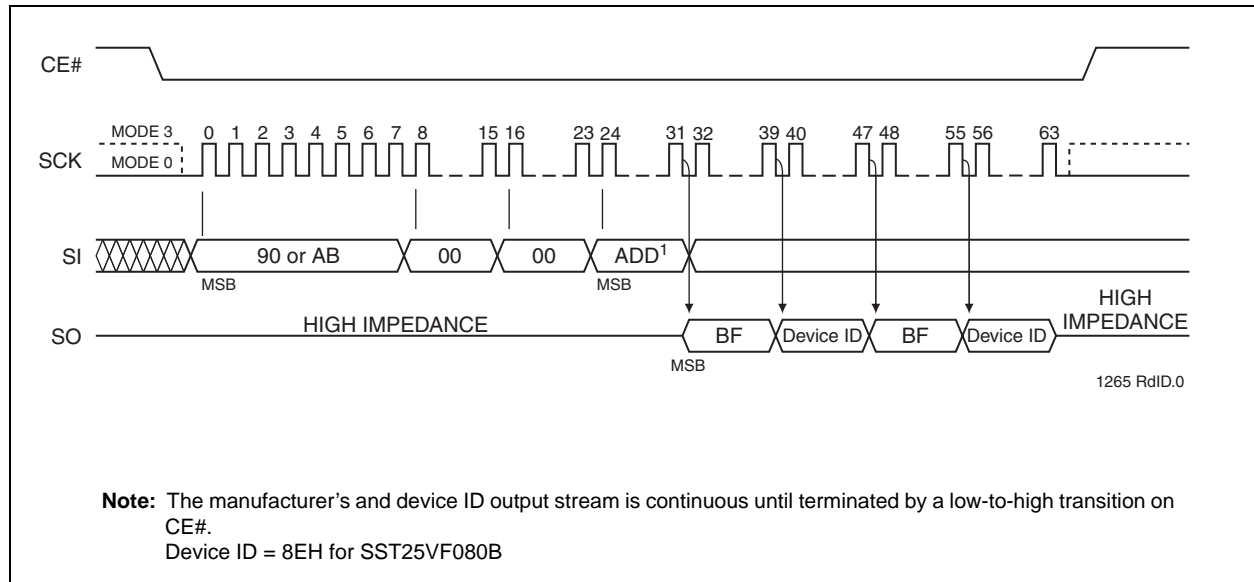 CE#
MODE 3 0 1 2 3 4 5 6 7 8 15 16 23 24 31 32 39 40 47 48 55 56 63
SCK MODE 0
SI 90 or AB 00 00 ADD1
MSB MSB
HIGH IMPEDANCE
SO BF Device ID BF Device ID
HIGH
IMPEDANCE
MSB
1265 RdID.0
Note: The manufacturer's and device ID output stream is continuous until terminated by a low-to-high transition on
CE#.
Device ID = 8EH for SST25VF080B